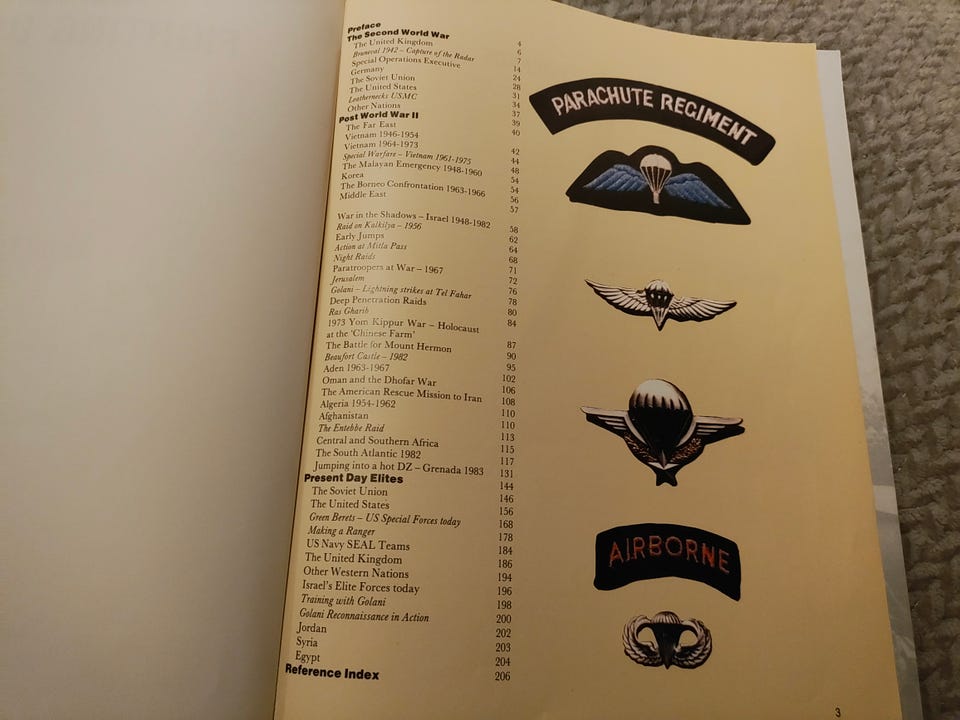 Preface 4
The Second World War 6
The United Kingdom 7
Bruneval 1942 – Capture of the Radar 14
Special Operations Executive 24
Germany 28
The Soviet Union 31
The United States 34
Leathernecks USMC 37
Other Nations 39
Post World War II 40
The Far East
Vietnam 1946-1954 42
Vietnam 1964-1973 44
Special Warfare – Vietnam 1961-1975 48
The Malayan Emergency 1948-1960 54
Korea 54
The Borneo Confrontation 1963-1966 56
Middle East 57
War in the Shadows – Israel 1948-1982 58
Raid on Kalkilya – 1956 62
Early Jumps 64
Action at Mitla Pass 68
Night Raids 71
Paratroopers at War – 1967 72
Jerusalem 76
Golani – Lightning strikes at Tel Fahar 78
Deep Penetration Raids 80
Ras Gharib 84
1973 Yom Kippur War – Holocaust
at the 'Chinese Farm' 87
The Battle for Mount Hermon 90
Beaufort Castle – 1982 95
Aden 1963-1967 102
Oman and the Dhofar War 106
The American Rescue Mission to Iran 108
Algeria 1954-1962 110
Afghanistan 110
The Entebbe Raid 113
Central and Southern Africa 115
The South Atlantic 1982 117
Jumping into a hot DZ – Grenada 1983 131
Present Day Elites 144
The Soviet Union 146
The United States 156
Green Berets – US Special Forces today 168
Making a Ranger 178
US Navy SEAL Teams 184
The United Kingdom 186
Other Western Nations 194
Israel's Elite Forces today 196
Training with Golani 198
Golani Reconnaissance in Action 200
Jordan 202
Syria 203
Egypt 204
Reference Index 206
PARACHUTE REGIMENT
AIRBORNE
3